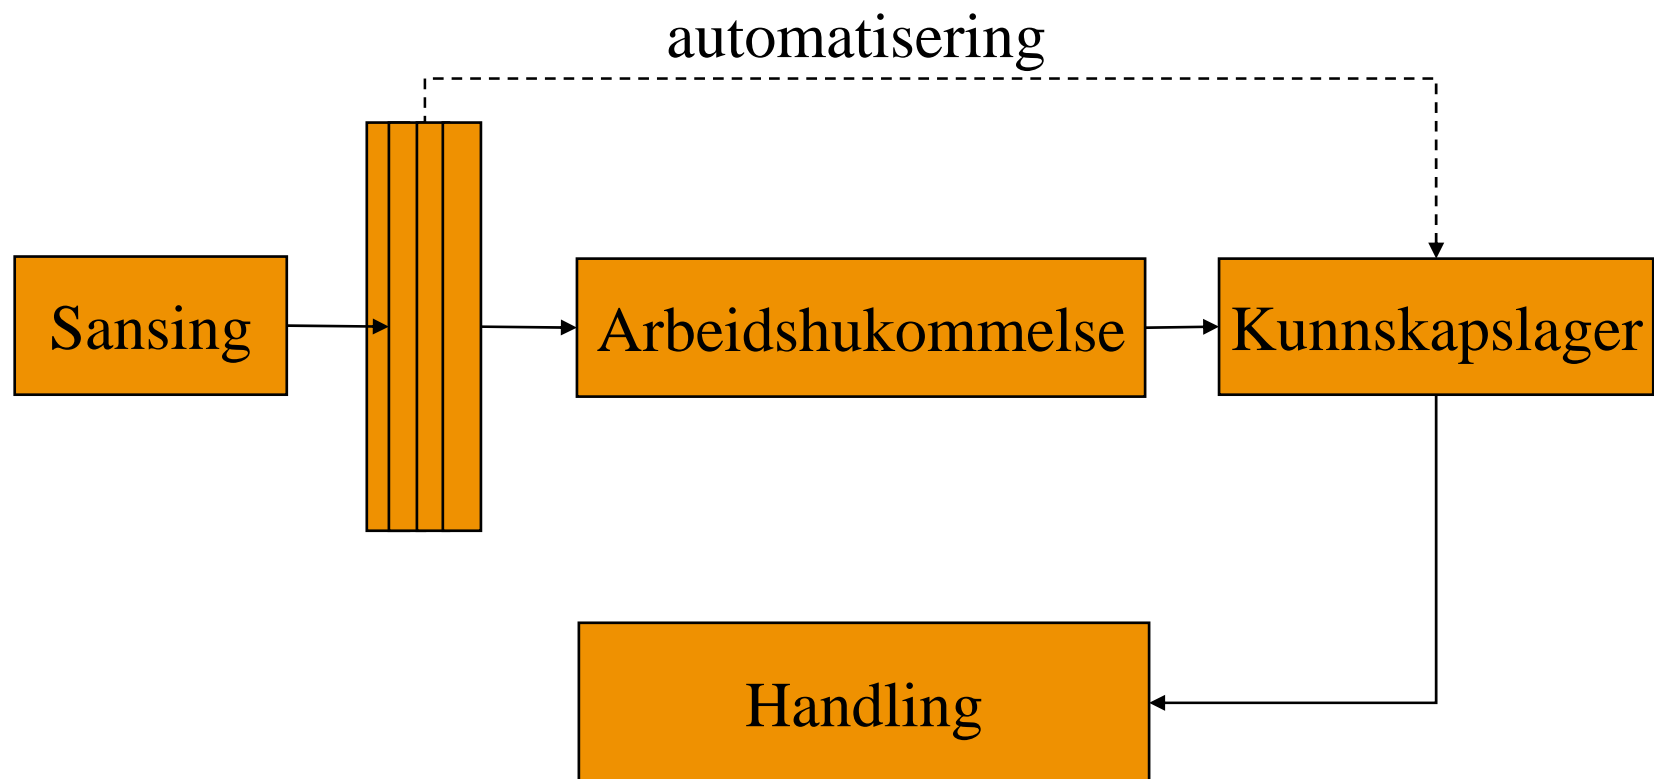 automatisering
Sansing
Arbeidshukommelse
Kunnskapslager
Handling